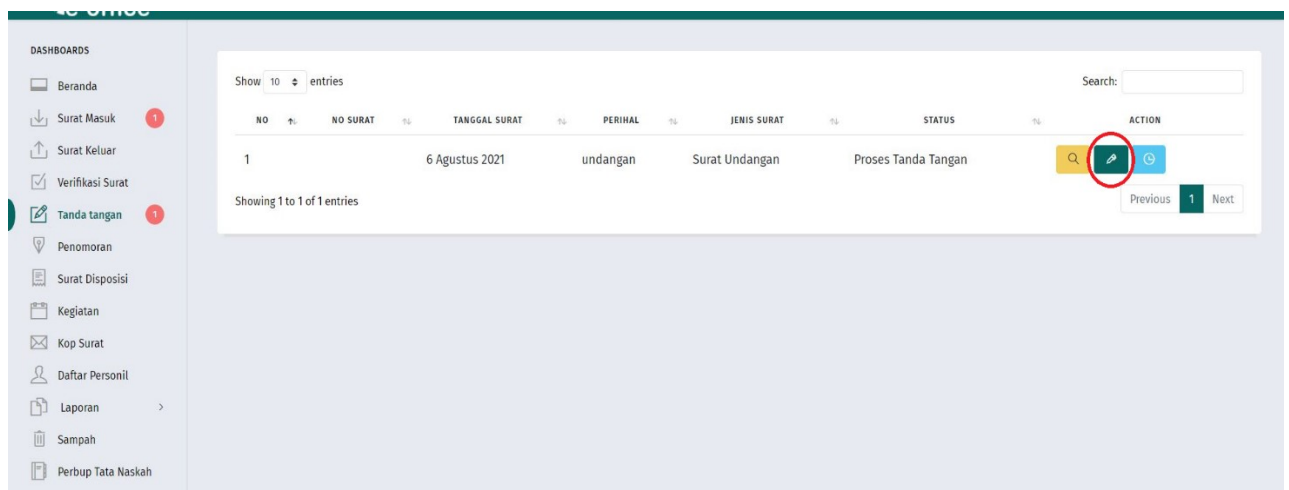 e-office
DASHBOARDS
Beranda
Surat Masuk 1
Surat Keluar
Verifikasi Surat
Tanda tangan 1
Penomoran
Surat Disposisi
Kegiatan
Kop Surat
Daftar Personil
Laporan
Sampah
Perbup Tata Naskah
Show 10 entries Search:
NO NO SURAT TANGGAL SURAT PERIHAL JENIS SURAT STATUS ACTION
1 6 Agustus 2021 undangan Surat Undangan Proses Tanda Tangan
Showing 1 to 1 of 1 entries Previous 1 Next